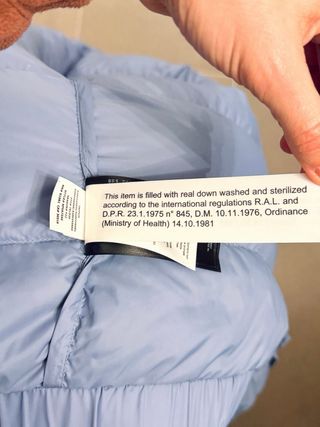 This item is filled with real down washed and sterilized
according to the international regulations R.A.L. and
D.P.R. 23.1.1975 n° 845, D.M. 10.11.1976, Ordinance
(Ministry of Health) 14.10.1981